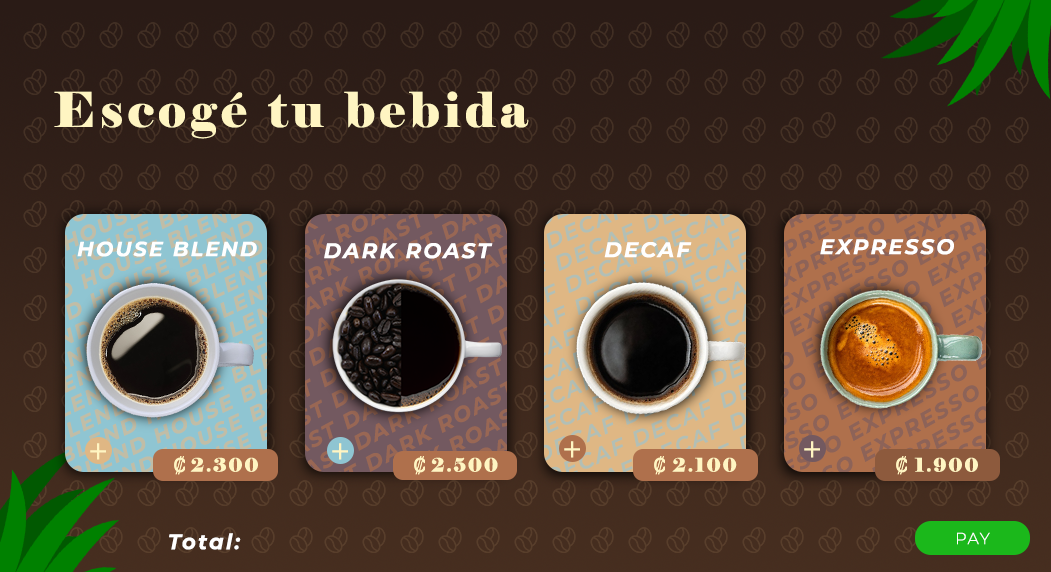 Escogé tu bebida
HOUSE BLEND
DARK ROAST
DECAF
EXPRESSO
₡2.300
₡2.500
₡2.100
₡1.900
Total:
PAY